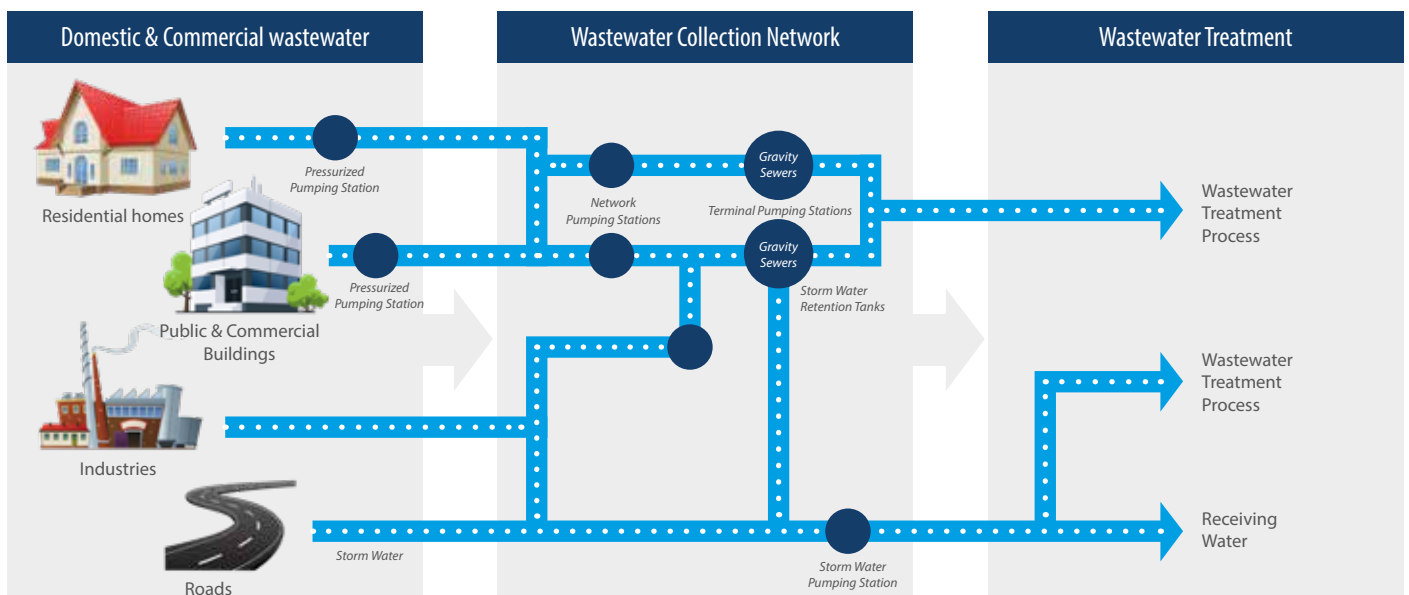 Domestic & Commercial wastewater
Wastewater Collection Network
Wastewater Treatment
Residential homes
Pressurized
Pumping Station
Public & Commercial
Buildings
Pressurized
Pumping Station
Industries
Roads
Storm Water
Network
Pumping Stations
Gravity
Sewers
Terminal Pumping Stations
Gravity
Sewers
Storm Water
Retention Tanks
Storm Water
Pumping Station
Wastewater
Treatment
Process
Wastewater
Treatment
Process
Receiving
Water